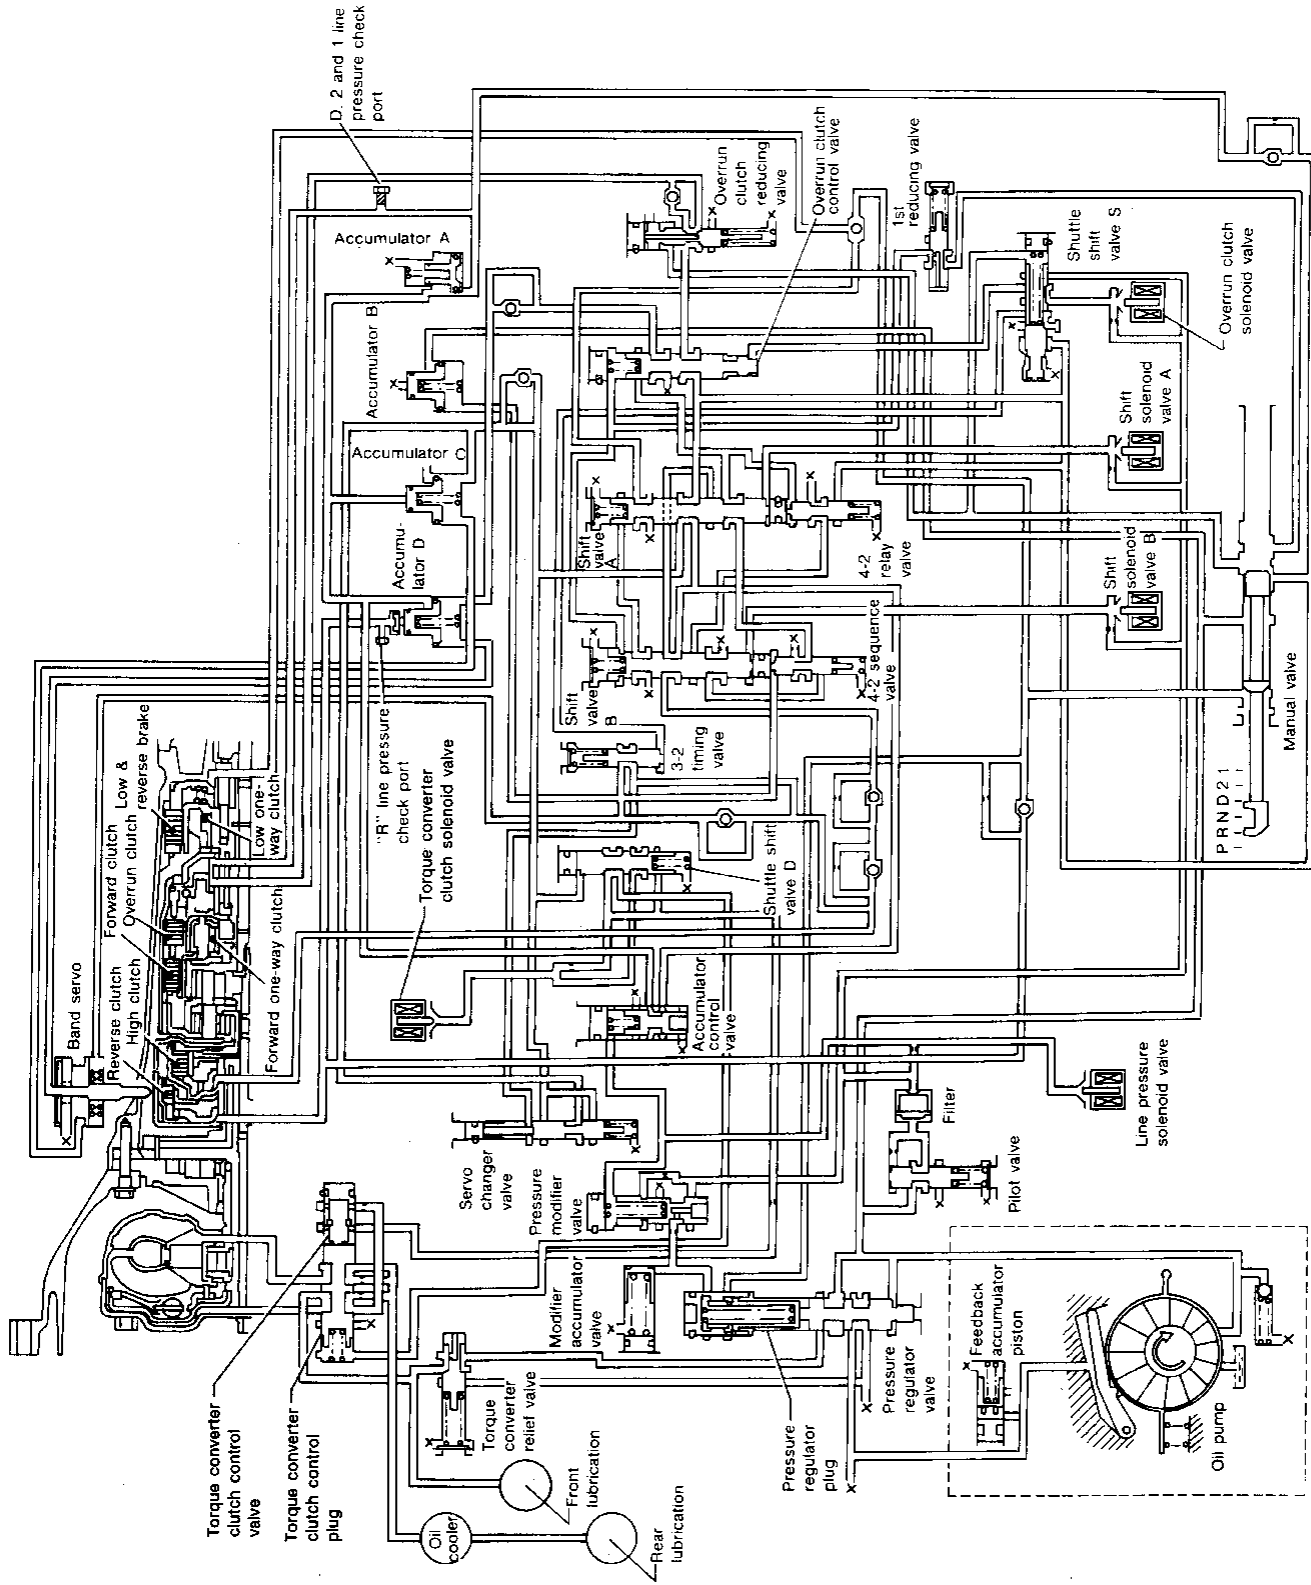 Torque converter
clutch control
valve
Torque converter
clutch control
plug
Oil
cooler
Rear
lubrication
Front
lubrication
Torque
converter
relief valve
Band servo
Reverse clutch
High clutch
Forward clutch
Overrun clutch
Low &
reverse brake
Forward one-way clutch
Low one-
way clutch
"R" line pressure
check port
Torque converter
clutch solenoid valve
D. 2 and 1 line
pressure check
port
Accumulator A
Accumulator B
Accumulator C
Accumu-
lator D
Servo
changer
valve
Pressure
modifier
valve
Modifier
accumulator
valve
Pressure
regulator
plug
Pressure
regulator
valve
Accumulator
control
valve
Shuttle shift
valve D
3-2
timing
valve
Shift
valve
B
4-2 sequence
valve
Shift
valve
A
4-2
relay
valve
Overrun
clutch
reducing
valve
Overrun clutch
control valve
1st
reducing valve
Shuttle
shift
valve S
Overrun clutch
solenoid valve
Shift
solenoid
valve A
Shift
solenoid
valve B
Manual valve
P R N D 2 1
Line pressure
solenoid valve
Filter
Pilot valve
Feedback
accumulator
piston
Oil pump